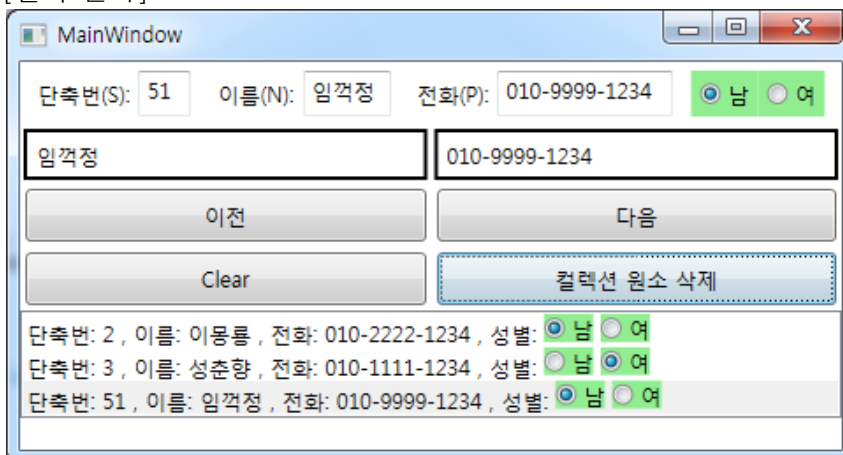 MainWindow
단축번(S): 51 이름(N): 임꺽정 전화(P): 010-9999-1234 남 여
임꺽정 010-9999-1234
이전 다음
Clear 컬렉션 원소 삭제
단축번: 2 , 이름: 이몽룡 , 전화: 010-2222-1234 , 성별: 남 여
단축번: 3 , 이름: 성춘향 , 전화: 010-1111-1234 , 성별: 남 여
단축번: 51 , 이름: 임꺽정 , 전화: 010-9999-1234 , 성별: 남 여